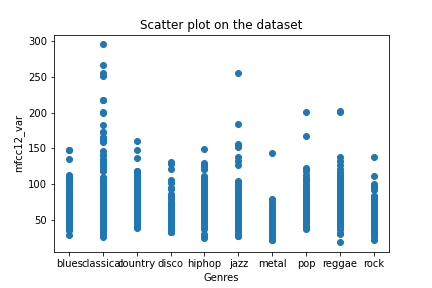 Scatter plot on the dataset
300
250
200
150
100
50
mfcc12_var
blues classical country disco hiphop jazz metal pop reggae rock
Genres